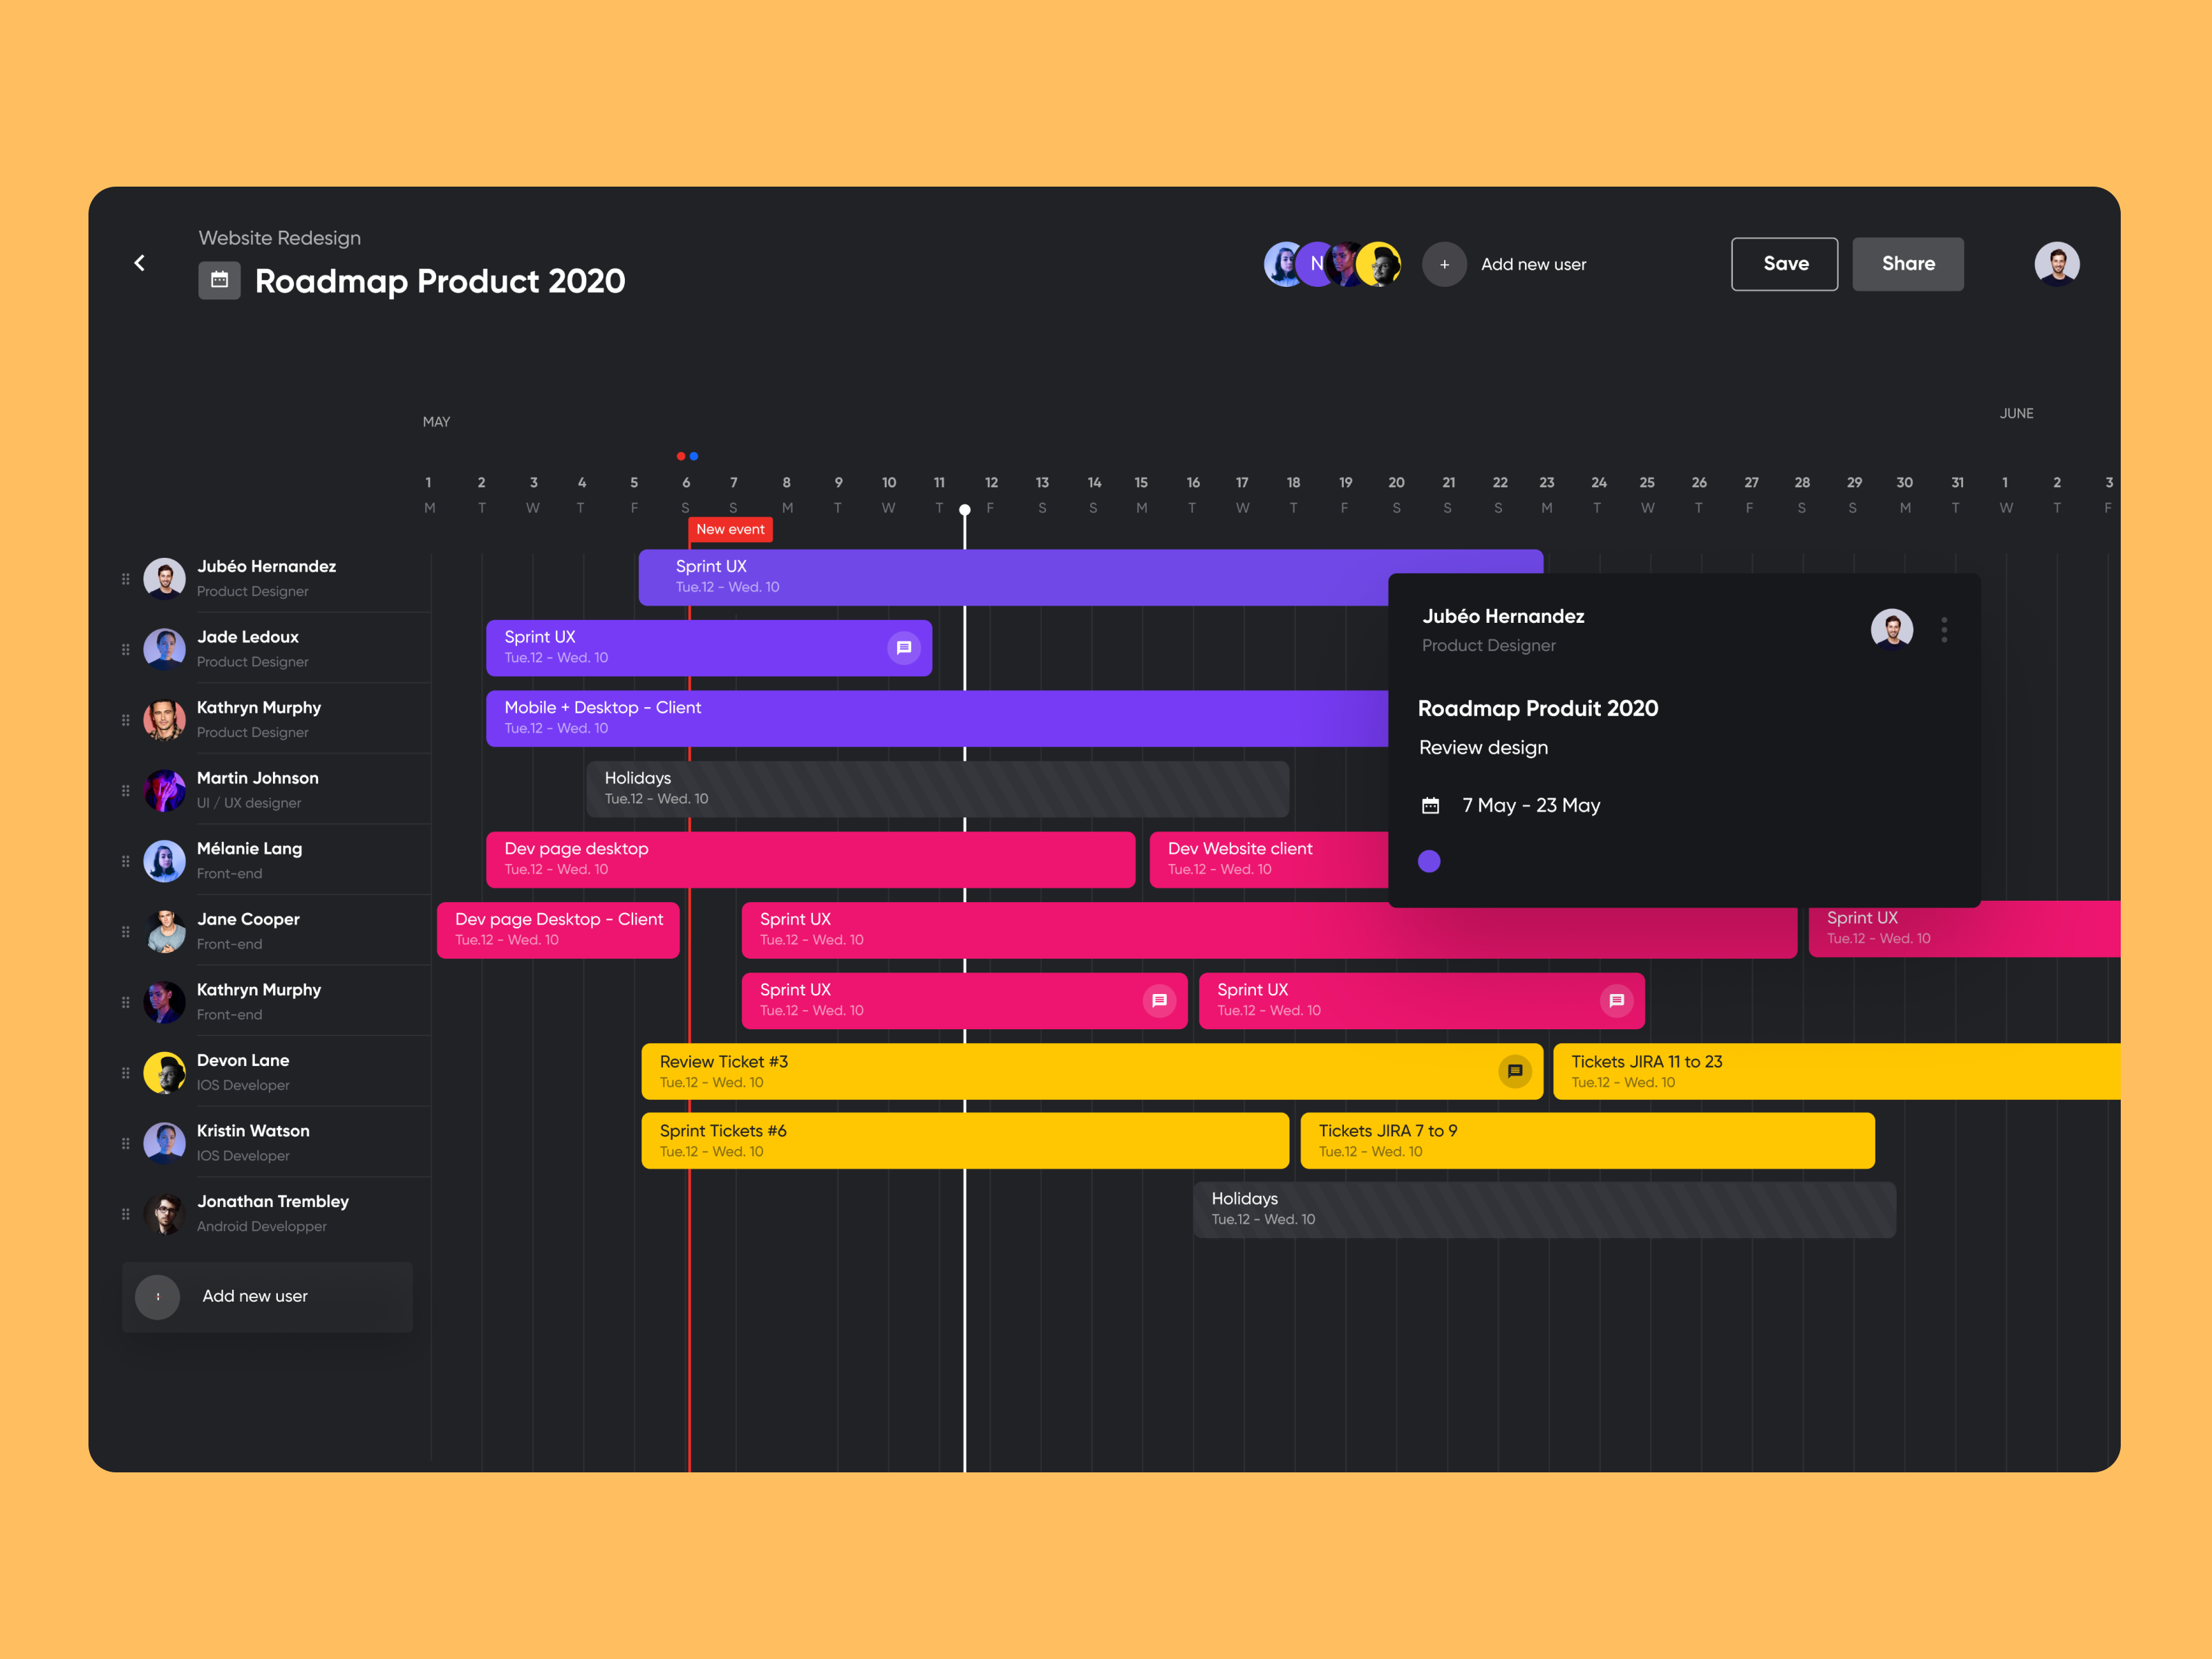 Website Redesign
Roadmap Product 2020
N
+ Add new user
Save
Share
MAY
JUNE
1 2 3 4 5 6 7 8 9 10 11 12 13 14 15 16 17 18 19 20 21 22 23 24 25 26 27 28 29 30 31 1 2 3
M T W T F S S M T W T F S S M T W T F S S S M T W T F S S M T W T F
New event
Jubéo Hernandez
Product Designer
Sprint UX
Tue.12 - Wed. 10
Jade Ledoux
Product Designer
Sprint UX
Tue.12 - Wed. 10
Kathryn Murphy
Product Designer
Mobile + Desktop - Client
Tue.12 - Wed. 10
Martin Johnson
UI / UX designer
Holidays
Tue.12 - Wed. 10
Mélanie Lang
Front-end
Dev page desktop
Tue.12 - Wed. 10
Dev Website client
Tue.12 - Wed. 10
Jane Cooper
Front-end
Dev page Desktop - Client
Tue.12 - Wed. 10
Sprint UX
Tue.12 - Wed. 10
Sprint UX
Tue.12 - Wed. 10
Kathryn Murphy
Front-end
Sprint UX
Tue.12 - Wed. 10
Sprint UX
Tue.12 - Wed. 10
Devon Lane
IOS Developer
Review Ticket #3
Tue.12 - Wed. 10
Tickets JIRA 11 to 23
Tue.12 - Wed. 10
Kristin Watson
IOS Developer
Sprint Tickets #6
Tue.12 - Wed. 10
Tickets JIRA 7 to 9
Tue.12 - Wed. 10
Jonathan Trembley
Android Developper
Holidays
Tue.12 - Wed. 10
Add new user
Jubéo Hernandez
Product Designer
Roadmap Produit 2020
Review design
7 May - 23 May